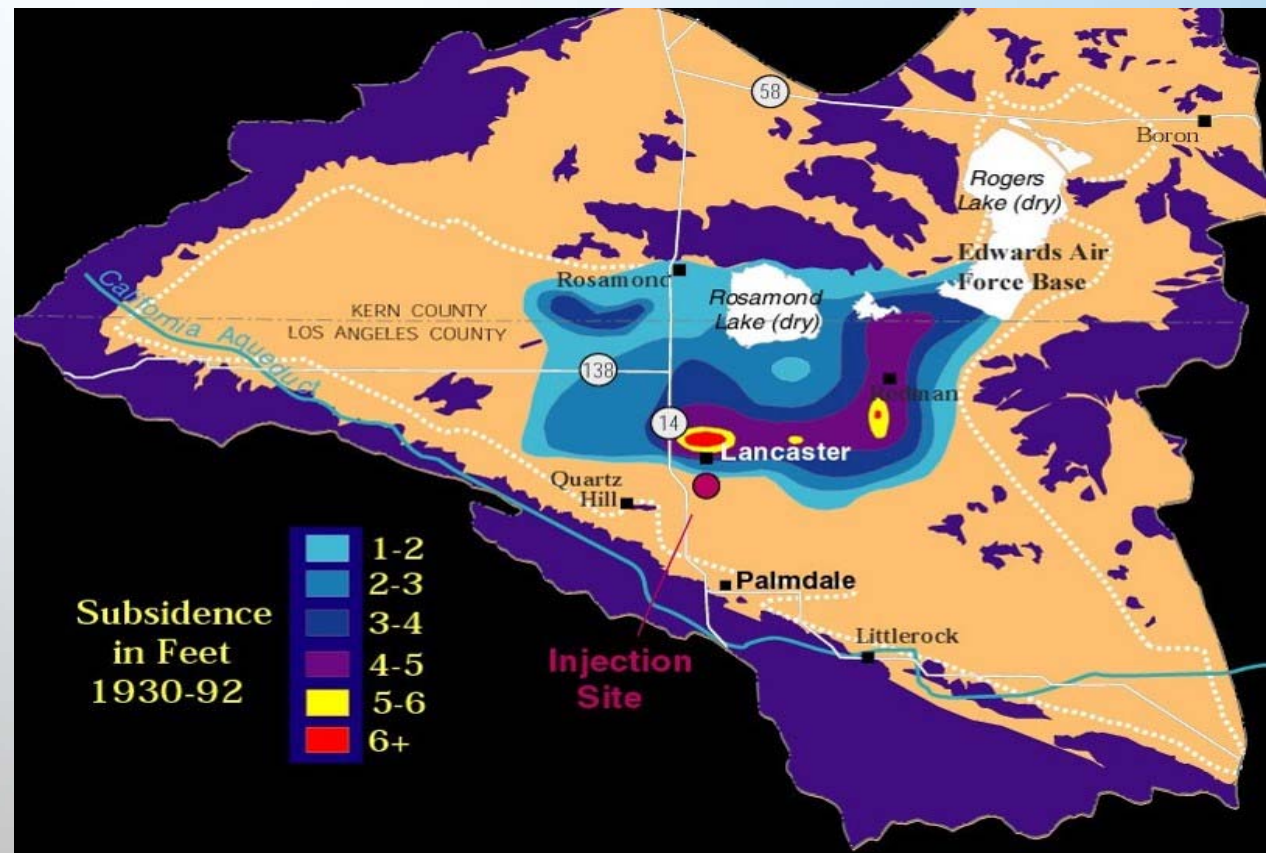 58
Boron
Rogers
Lake (dry)
Edwards Air
Force Base
Rosamond
Rosamond
Lake (dry)
California Aqueduct
KERN COUNTY
LOS ANGELES COUNTY
138
Redman
14
Lancaster
Quartz
Hill
Palmdale
Littlerock
Injection
Site
Subsidence
in Feet
1930-92
1-2
2-3
3-4
4-5
5-6
6+